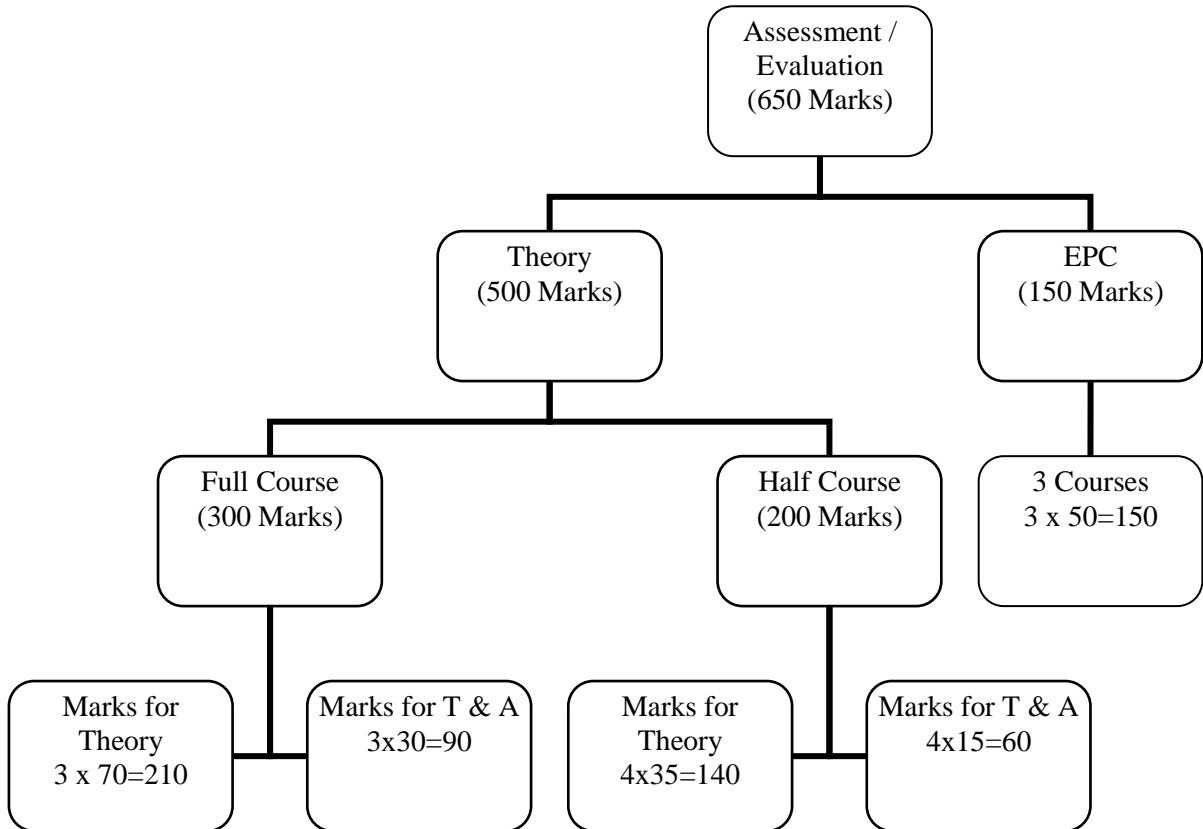 Assessment /
Evaluation
(650 Marks)
Theory
(500 Marks)
EPC
(150 Marks)
Full Course
(300 Marks)
Half Course
(200 Marks)
3 Courses
3 x 50=150
Marks for
Theory
3 x 70=210
Marks for T & A
3x30=90
Marks for
Theory
4x35=140
Marks for T & A
4x15=60